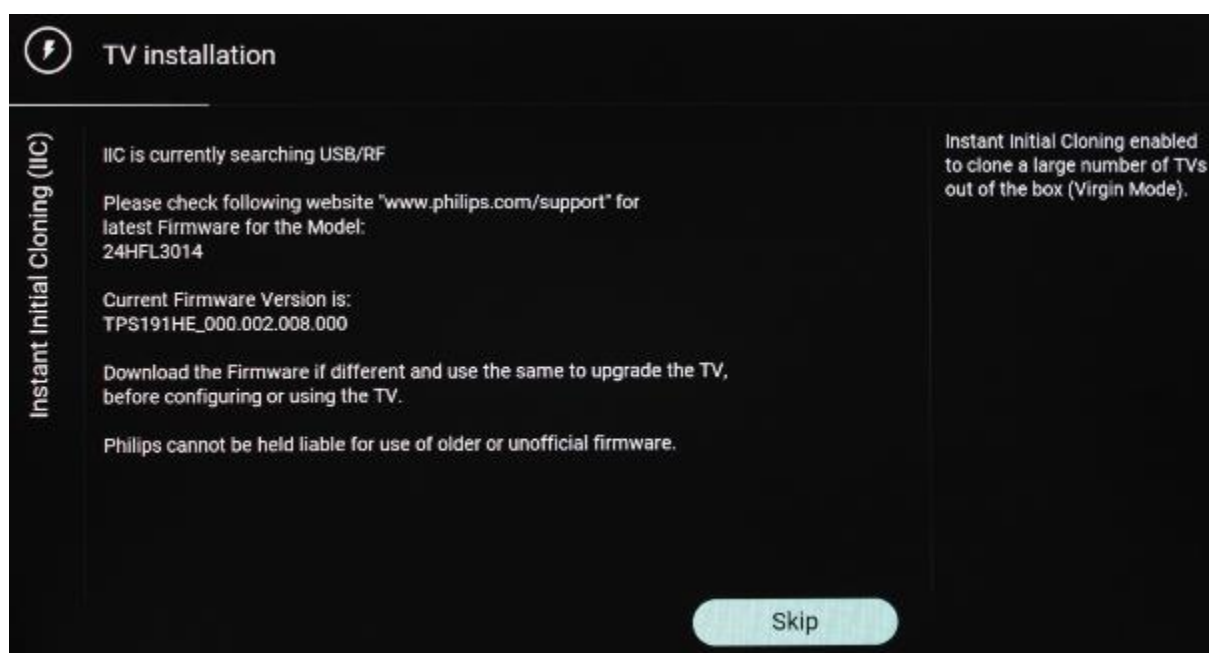 TV installation
Instant Initial Cloning (IIC)
IIC is currently searching USB/RF
Please check following website "www.philips.com/support" for
latest Firmware for the Model:
24HFL3014
Current Firmware Version is:
TPS191HE_000.002.008.000
Download the Firmware if different and use the same to upgrade the TV,
before configuring or using the TV.
Philips cannot be held liable for use of older or unofficial firmware.
Instant Initial Cloning enabled
to clone a large number of TVs
out of the box (Virgin Mode).
Skip